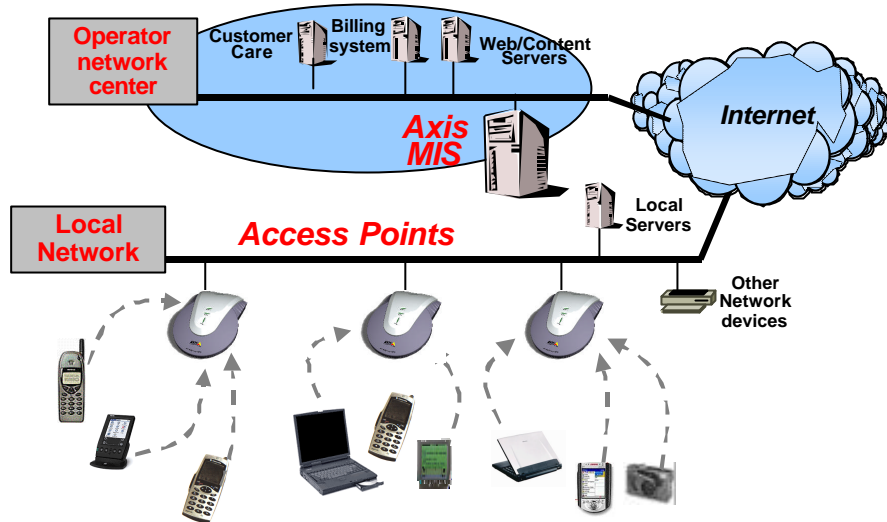 Operator
network
center
Customer
Care
Billing
system
Web/Content
Servers
Axis
MIS
Internet
Local
Network
Access Points
Local
Servers
Other
Network
devices